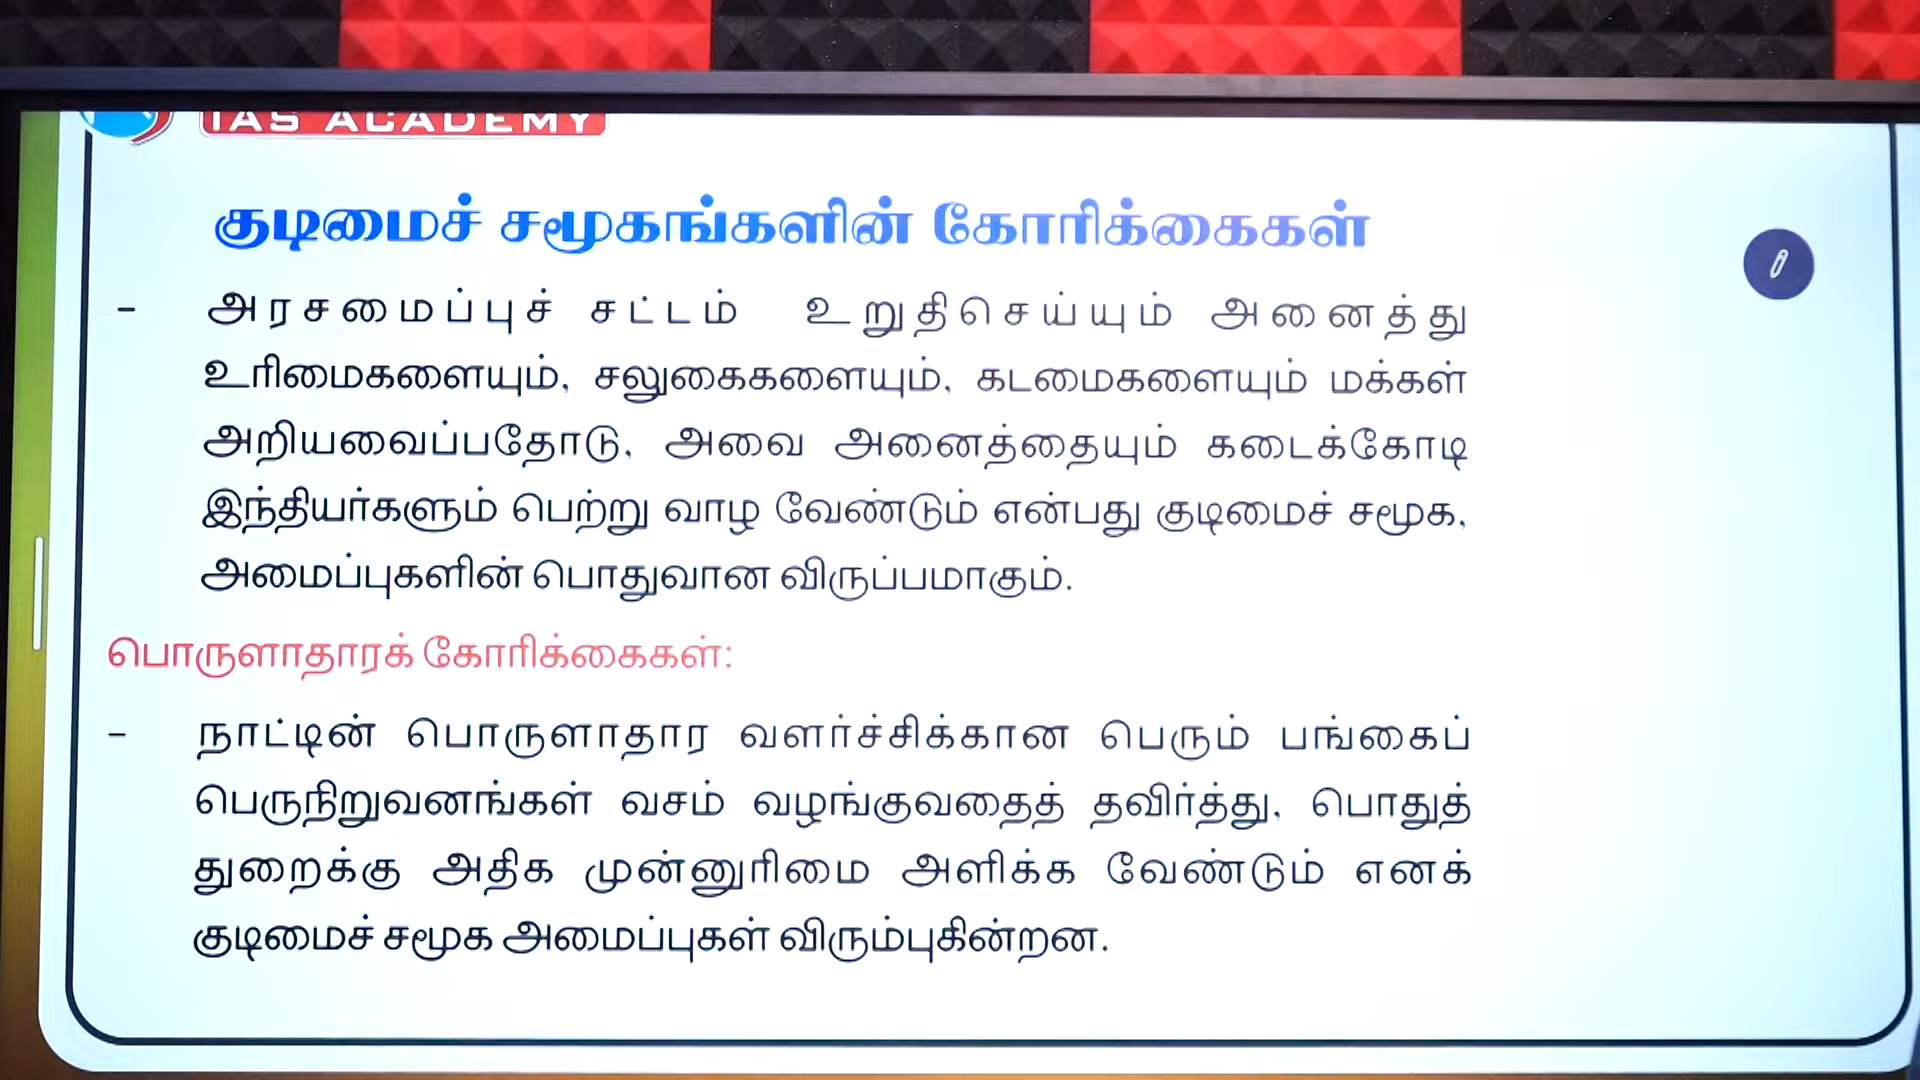 IAS ACADEMY
குடிமைச் சமூகங்களின் கோரிக்கைகள்
- அரசமைப்புச் சட்டம் உறுதிசெய்யும் அனைத்து
உரிமைகளையும், சலுகைகளையும், கடமைகளையும் மக்கள்
அறியவைப்பதோடு, அவை அனைத்தையும் கடைக்கோடி
இந்தியர்களும் பெற்று வாழ வேண்டும் என்பது குடிமைச் சமூக,
அமைப்புகளின் பொதுவான விருப்பமாகும்.
பொருளாதாரக் கோரிக்கைகள்:
- நாட்டின் பொருளாதார வளர்ச்சிக்கான பெரும் பங்கைப்
பெருநிறுவனங்கள் வசம் வழங்குவதைத் தவிர்த்து, பொதுத்
துறைக்கு அதிக முன்னுரிமை அளிக்க வேண்டும் எனக்
குடிமைச் சமூக அமைப்புகள் விரும்புகின்றன.